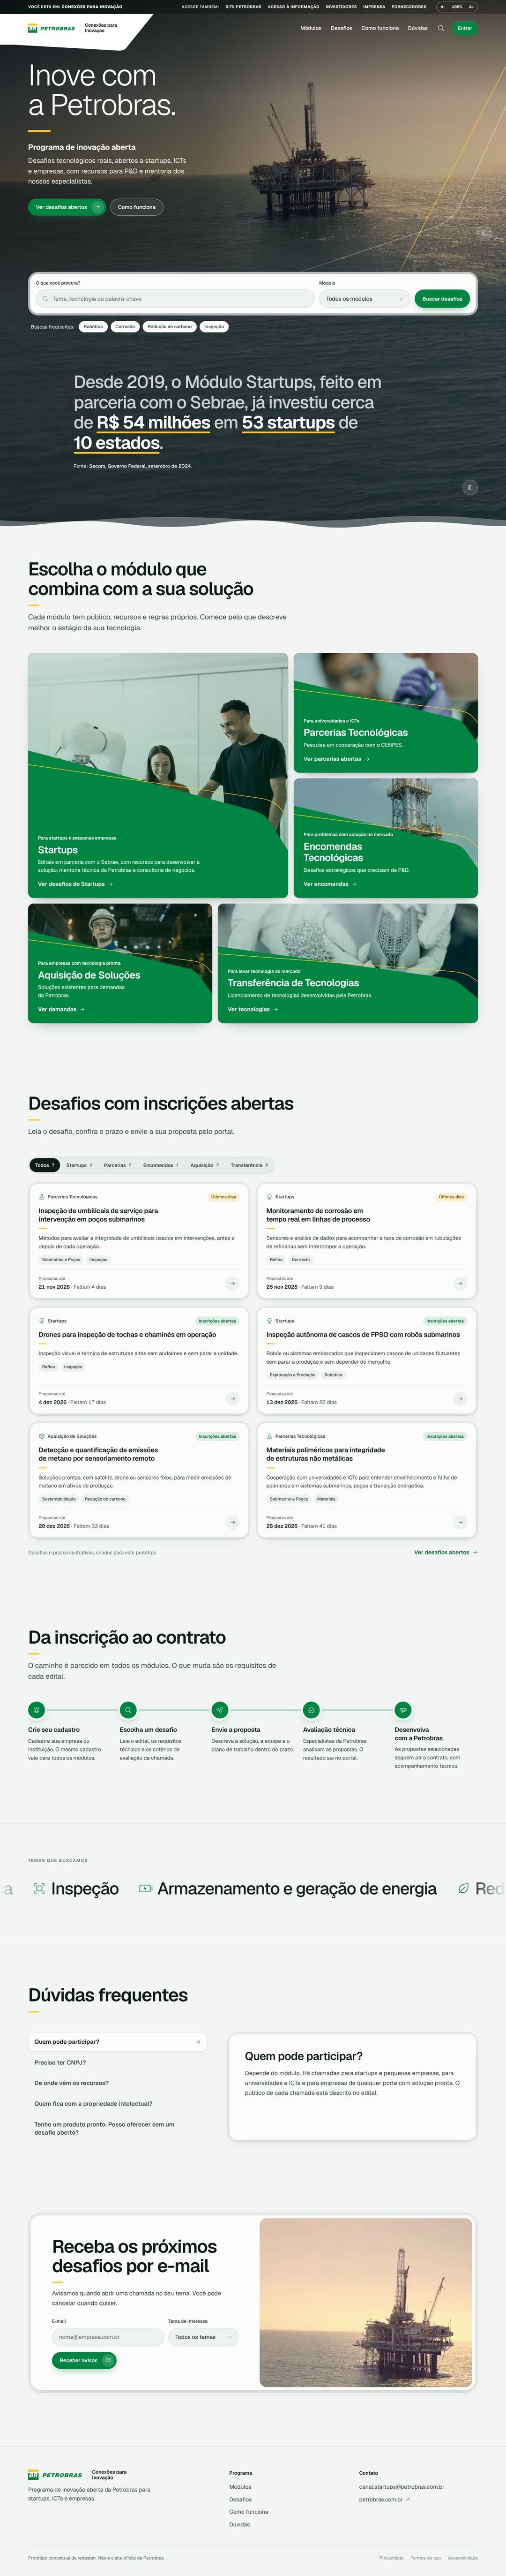 VOCÊ ESTÁ EM: CONEXÕES PARA INOVAÇÃO
ACESSE TAMBÉM: SITE PETROBRAS ACESSO À INFORMAÇÃO INVESTIDORES IMPRENSA FORNECEDORES A- 100% A+
BR PETROBRAS Conexões para
Inovação
Módulos Desafios Como funciona Dúvidas Entrar
Inove com
a Petrobras.
Programa de inovação aberta
Desafios tecnológicos reais, abertos a startups, ICTs
e empresas, com recursos para P&D e mentoria dos
nossos especialistas.
Ver desafios abertos
Como funciona
O que você procura?
Módulo
Tema, tecnologia ou palavra-chave
Todos os módulos
Buscar desafios
Buscas frequentes: Robótica Corrosão Redução de carbono Inspeção
Desde 2019, o Módulo Startups, feito em
parceria com o Sebrae, já investiu cerca
de R$ 54 milhões em 53 startups de
10 estados.
Fonte: Secom, Governo Federal, setembro de 2024.
Escolha o módulo que
combina com a sua solução
Cada módulo tem público, recursos e regras próprios. Comece pelo que descreve
melhor o estágio da sua tecnologia.
Para startups e pequenas empresas
Startups
Editais em parceria com o Sebrae, com recursos para desenvolver a
solução, mentoria técnica da Petrobras e consultoria de negócios.
Ver desafios de Startups
Para universidades e ICTs
Parcerias Tecnológicas
Pesquisa em cooperação com o CENPES.
Ver parcerias abertas
Para problemas sem solução no mercado
Encomendas
Tecnológicas
Desafios estratégicos que precisam de P&D.
Ver encomendas
Para empresas com tecnologia pronta
Aquisição de Soluções
Soluções existentes para demandas
da Petrobras.
Ver demandas
Para levar tecnologia ao mercado
Transferência de Tecnologias
Licenciamento de tecnologias desenvolvidas pela Petrobras.
Ver tecnologias
Desafios com inscrições abertas
Leia o desafio, confira o prazo e envie a sua proposta pelo portal.
Todos Startups 4 Parcerias Encomendas 1 Aquisição Transferência
Parcerias Tecnológicas
Últimos dias
Inspeção de umbilicais de serviço para
intervenção em poços submarinos
Métodos para avaliar a integridade de umbilicais usados em intervenções, antes e
depois de cada operação.
Submarino e Poços Inspeção
Propostas até
21 nov 2026 · Faltam 4 dias
Startups
Últimos dias
Monitoramento de corrosão em
tempo real em linhas de processo
Sensores e análise de dados para acompanhar a taxa de corrosão em tubulações
de refinarias sem interromper a operação.
Refino Corrosão
Propostas até
26 nov 2026 · Faltam 9 dias
Startups
Inscrições abertas
Drones para inspeção de tochas e chaminés em operação
Inspeção visual e térmica de estruturas altas sem andaimes e sem parar a unidade.
Refino Inspeção
Propostas até
4 dez 2026 · Faltam 17 dias
Startups
Inscrições abertas
Inspeção autônoma de cascos de FPSO com robôs submarinos
Robôs ou sistemas embarcados que inspecionem cascos de unidades flutuantes
sem parar a produção e sem depender de mergulho.
Exploração e Produção Robótica
Propostas até
13 dez 2026 · Faltam 26 dias
Aquisição de Soluções
Inscrições abertas
Detecção e quantificação de emissões
de metano por sensoriamento remoto
Soluções prontas, com satélite, drone ou sensores fixos, para medir emissões de
metano em ativos de produção.
Sustentabilidade Redução de carbono
Propostas até
20 dez 2026 · Faltam 33 dias
Parcerias Tecnológicas
Inscrições abertas
Materiais poliméricos para integridade
de estruturas não metálicas
Cooperação com universidades e ICTs para entender envelhecimento e falha de
polímeros em sistemas submarinos, poços e transição energética.
Submarino e Poços Materiais
Propostas até
28 dez 2026 · Faltam 41 dias
Desafios e prazos ilustrativos, criados para este protótipo.
Ver desafios abertos
Da inscrição ao contrato
O caminho é parecido em todos os módulos. O que muda são os requisitos de
cada edital.
Crie seu cadastro
Cadastre sua empresa ou
instituição. O mesmo cadastro
vale para todos os módulos.
Escolha um desafio
Leia o edital, os requisitos
técnicos e os critérios de
avaliação da chamada.
Envie a proposta
Descreva a solução, a equipe e o
plano de trabalho dentro do prazo.
Avaliação técnica
Especialistas da Petrobras
analisam as propostas. O
resultado sai no portal.
Desenvolva
com a Petrobras
As propostas selecionadas
seguem para contrato, com
acompanhamento técnico.
TEMAS QUE BUSCAMOS
Inspeção Armazenamento e geração de energia Red
Dúvidas frequentes
Quem pode participar?
Preciso ter CNPJ?
De onde vêm os recursos?
Quem fica com a propriedade intelectual?
Tenho um produto pronto. Posso oferecer sem um
desafio aberto?
Quem pode participar?
Depende do módulo. Há chamadas para startups e pequenas empresas, para
universidades e ICTs e para empresas de qualquer porte com solução pronta. O
público de cada chamada está descrito no edital.
Receba os próximos
desafios por e-mail
Avisamos quando abrir uma chamada no seu tema. Você pode
cancelar quando quiser.
E-mail
Tema de interesse
nome@empresa.com.br
Todos os temas
Receber avisos
BR PETROBRAS Conexões para
Inovação
Programa de inovação aberta da Petrobras para
startups, ICTs e empresas.
Programa
Módulos
Desafios
Como funciona
Dúvidas
Contato
canal.startups@petrobras.com.br
petrobras.com.br
Protótipo conceitual de redesign. Não é o site oficial da Petrobras.
Privacidade Termos de uso Acessibilidade